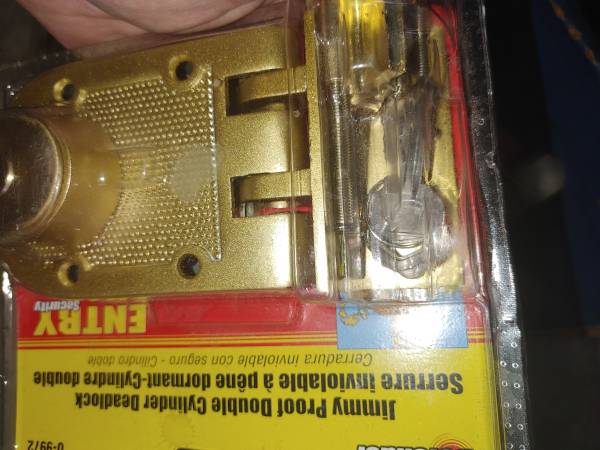 U-9972
Jimmy Proof Double Cylinder Deadlock
Serrure inviolable à pêne dormant-Cylindre double
Cerradura inviolable con seguro - Cilindro doble
ENTRY
Security